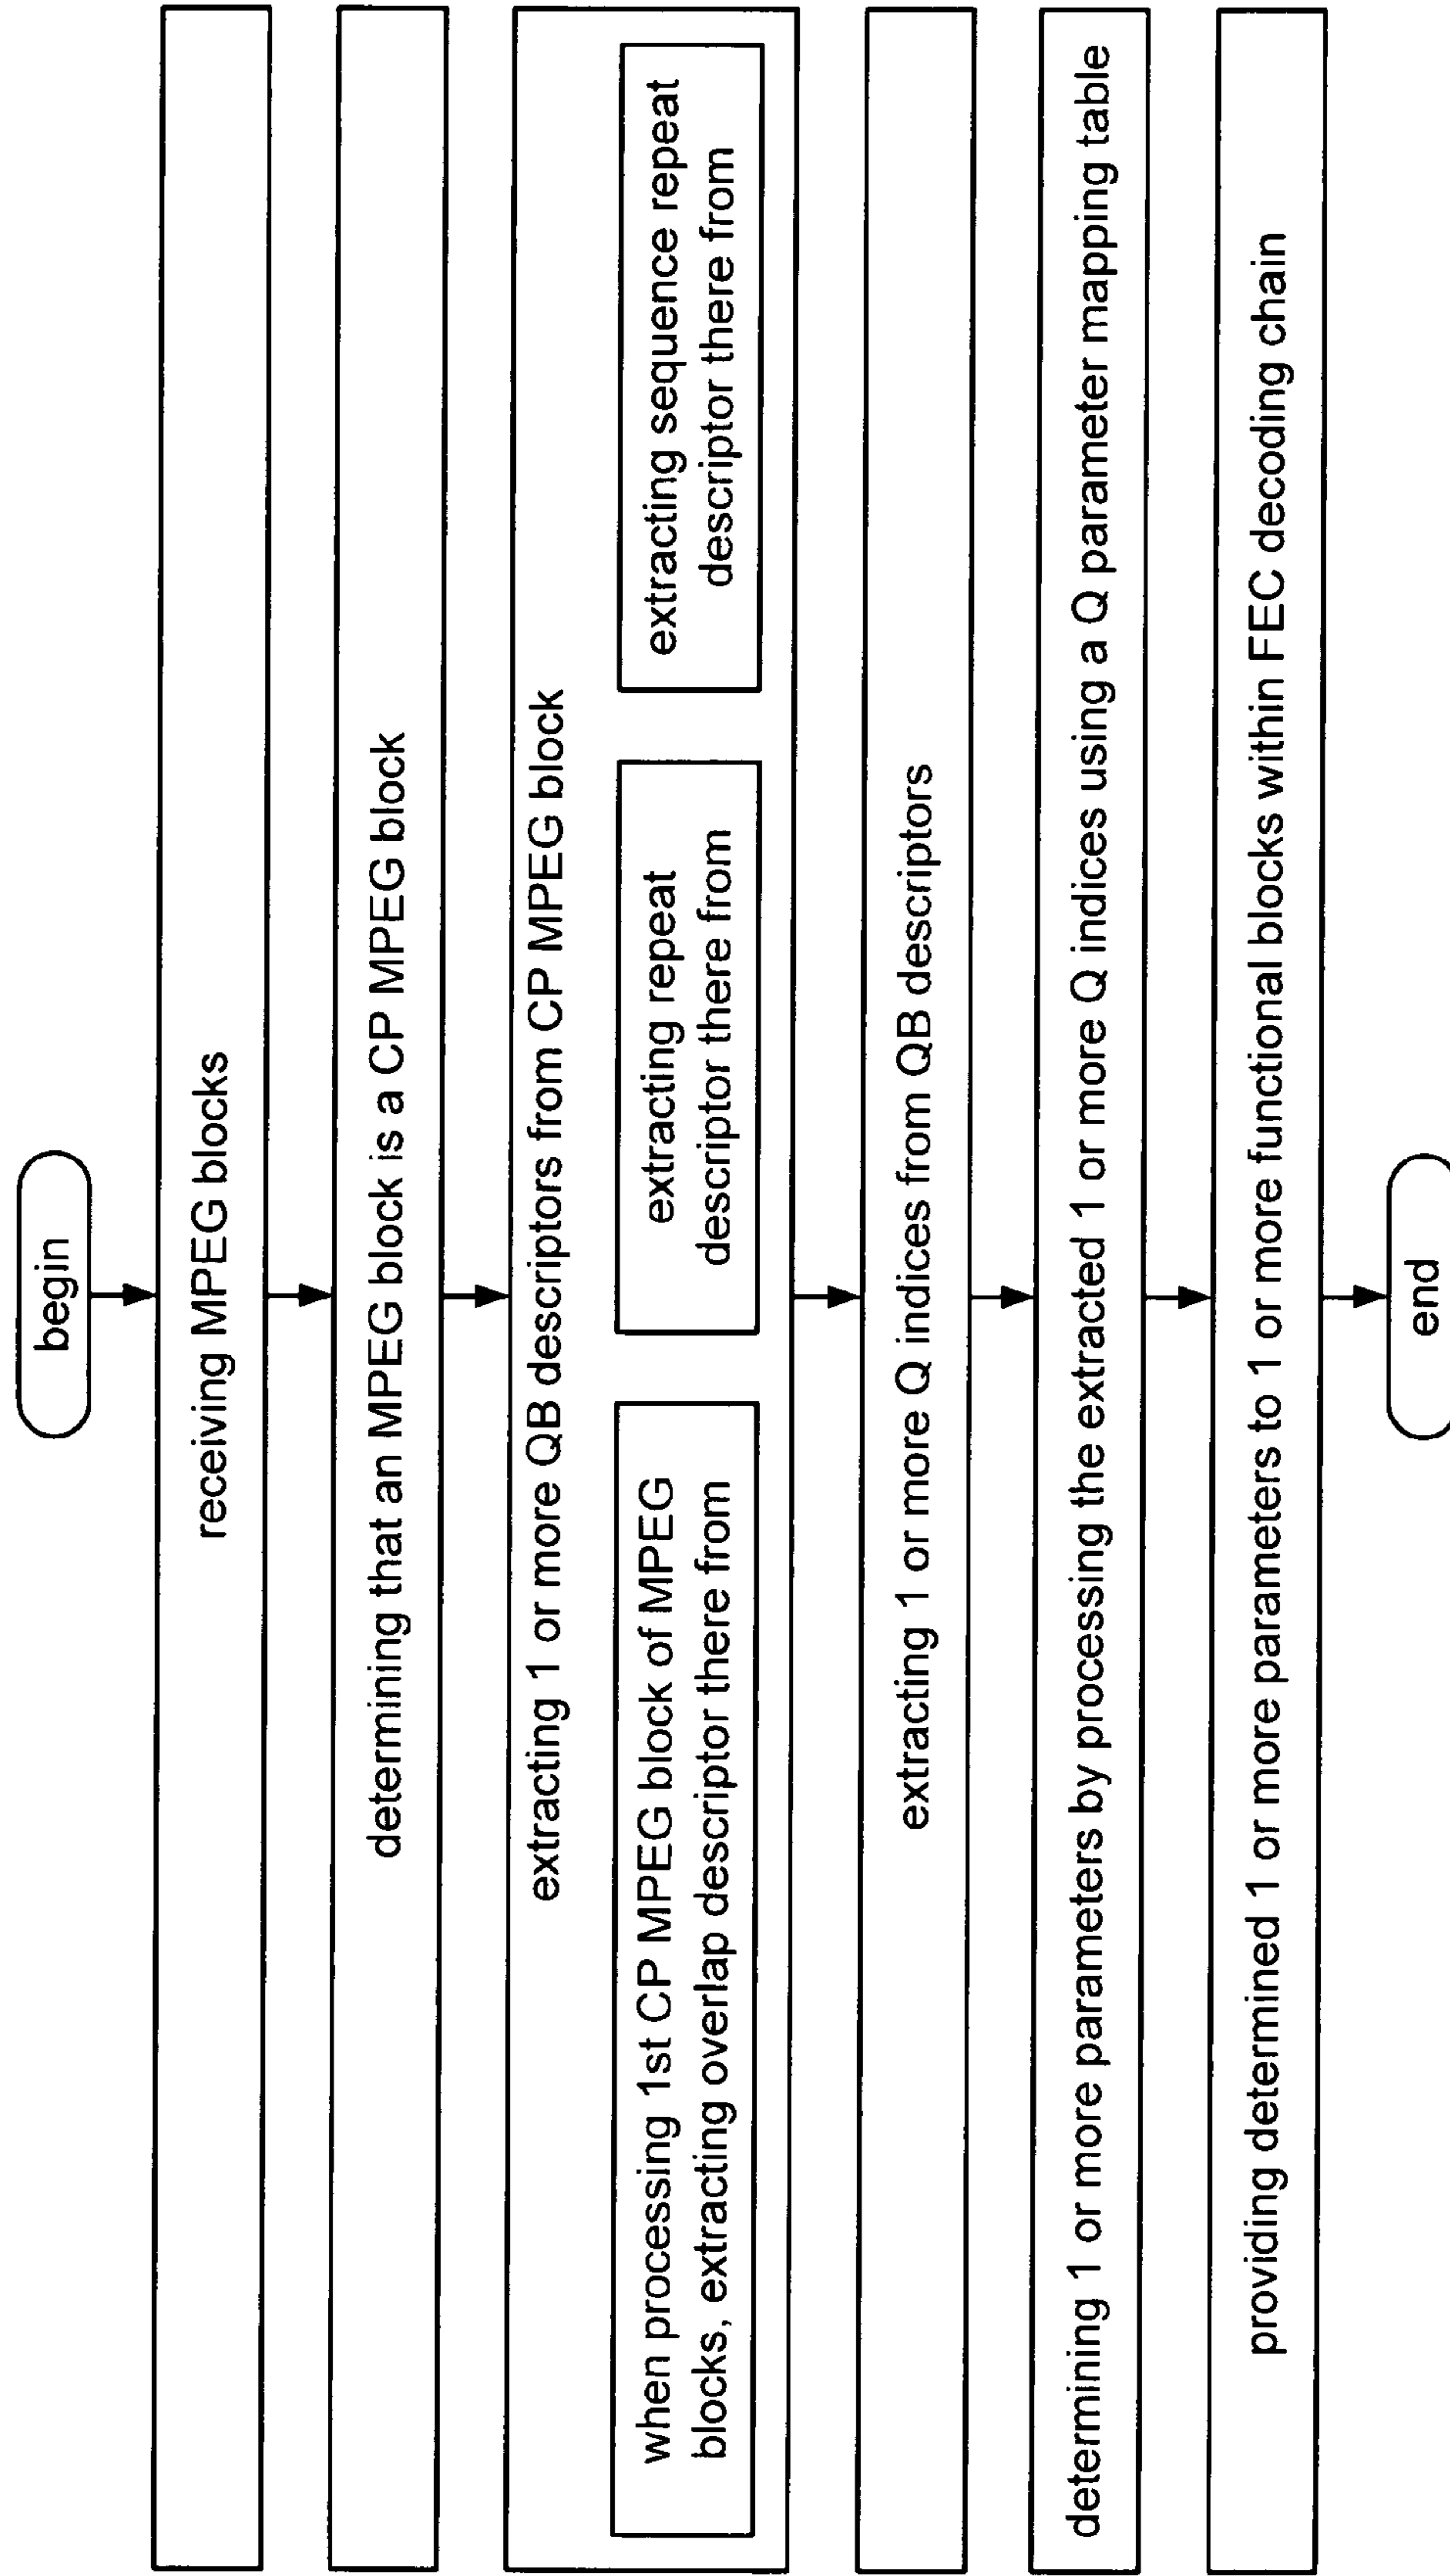 begin
receiving MPEG blocks
determining that an MPEG block is a CP MPEG block
extracting 1 or more QB descriptors from CP MPEG block
when processing 1st CP MPEG block of MPEG
blocks, extracting overlap descriptor there from
extracting repeat
descriptor there from
extracting sequence repeat
descriptor there from
extracting 1 or more Q indices from QB descriptors
determining 1 or more parameters by processing the extracted 1 or more Q indices using a Q parameter mapping table
providing determined 1 or more parameters to 1 or more functional blocks within FEC decoding chain
end